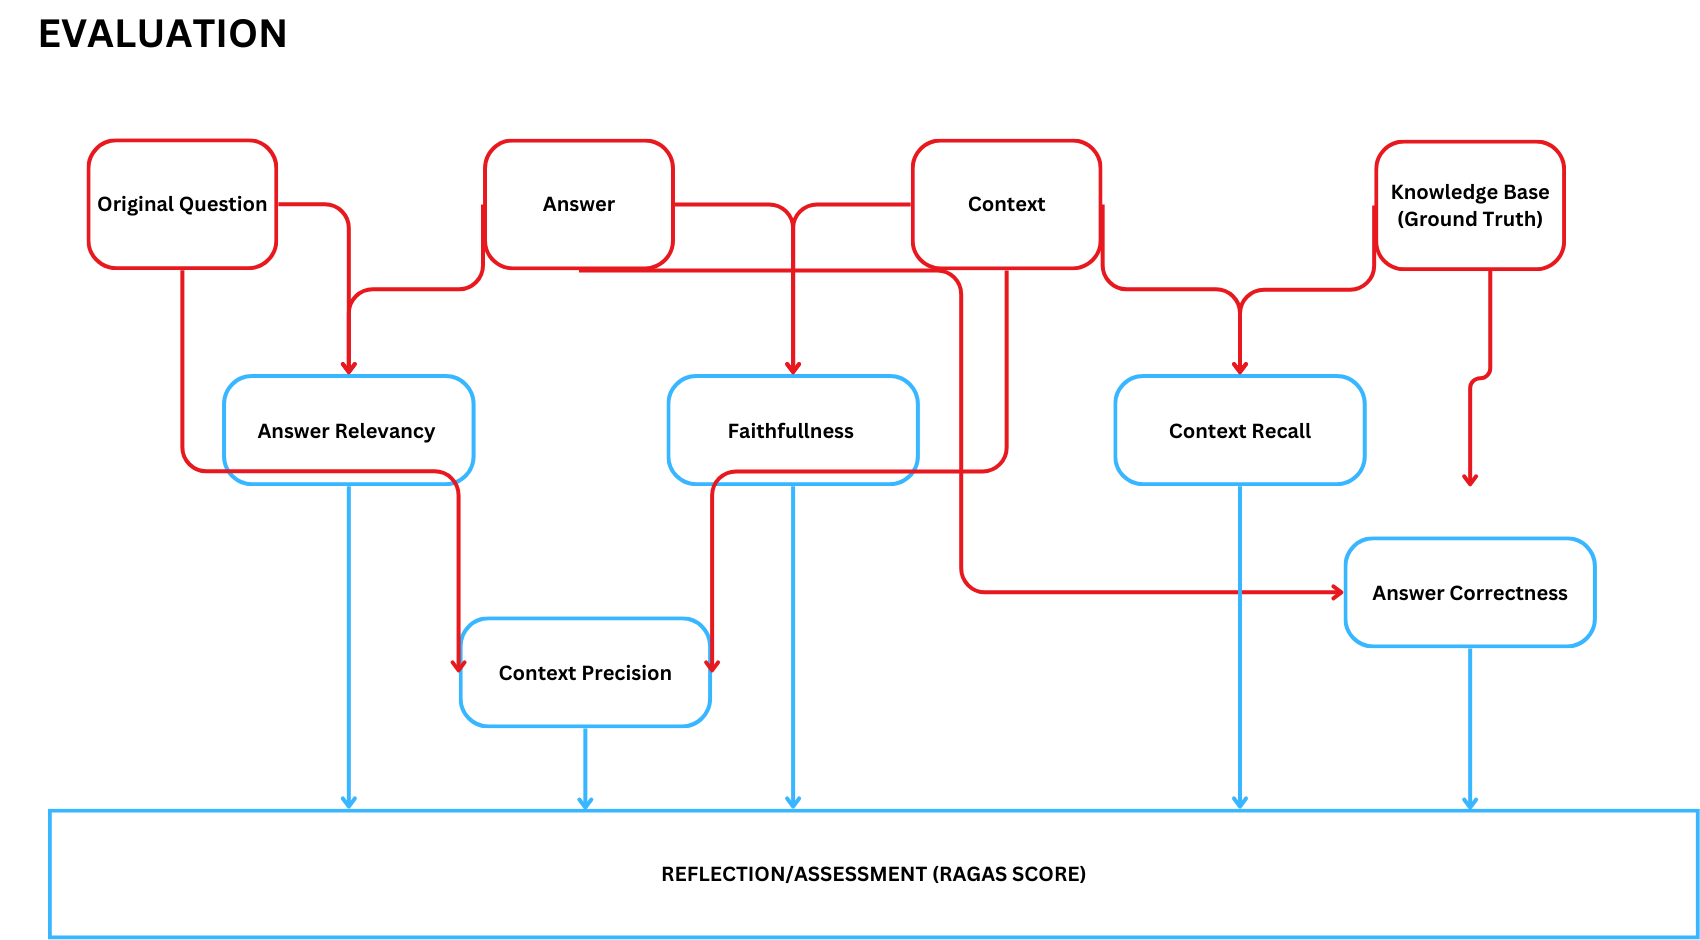 EVALUATION
Original Question
Answer
Context
Knowledge Base
(Ground Truth)
Answer Relevancy
Faithfullness
Context Recall
Answer Correctness
Context Precision
REFLECTION/ASSESSMENT (RAGAS SCORE)